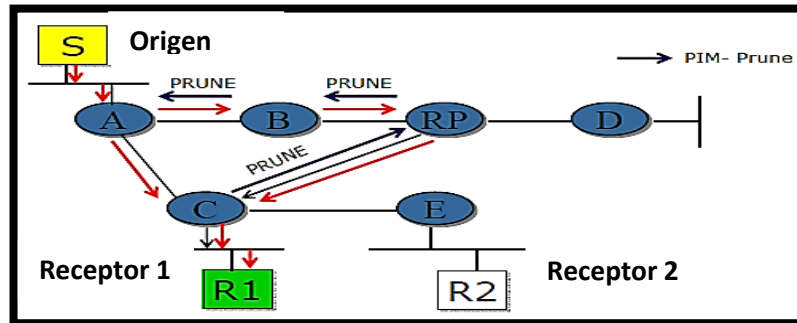 S Origen
PIM- Prune
PRUNE PRUNE
A B RP D
PRUNE
C E
Receptor 1 Receptor 2
R1 R2